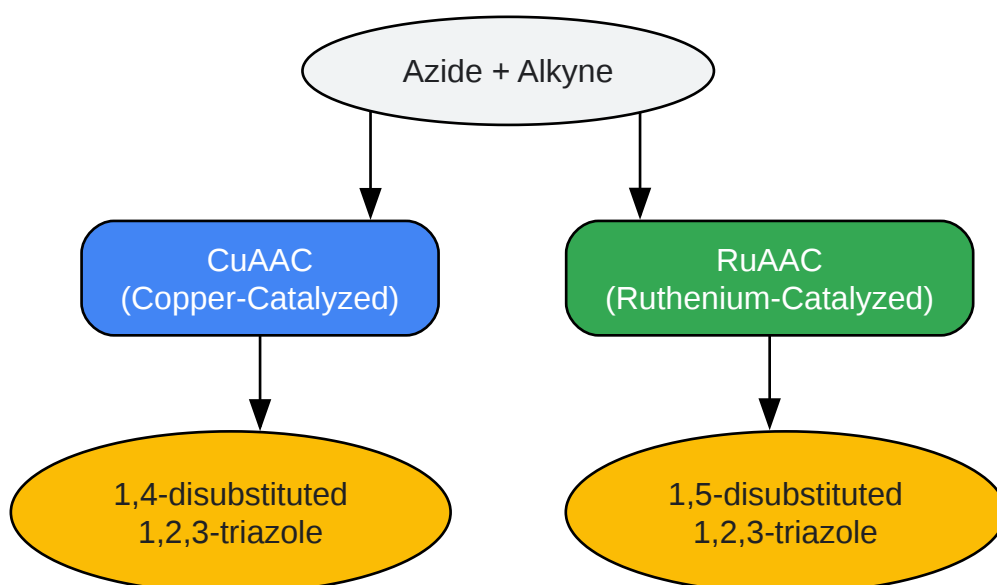 Azide + Alkyne
CuAAC
(Copper-Catalyzed)
RuAAC
(Ruthenium-Catalyzed)
1,4-disubstituted
1,2,3-triazole
1,5-disubstituted
1,2,3-triazole